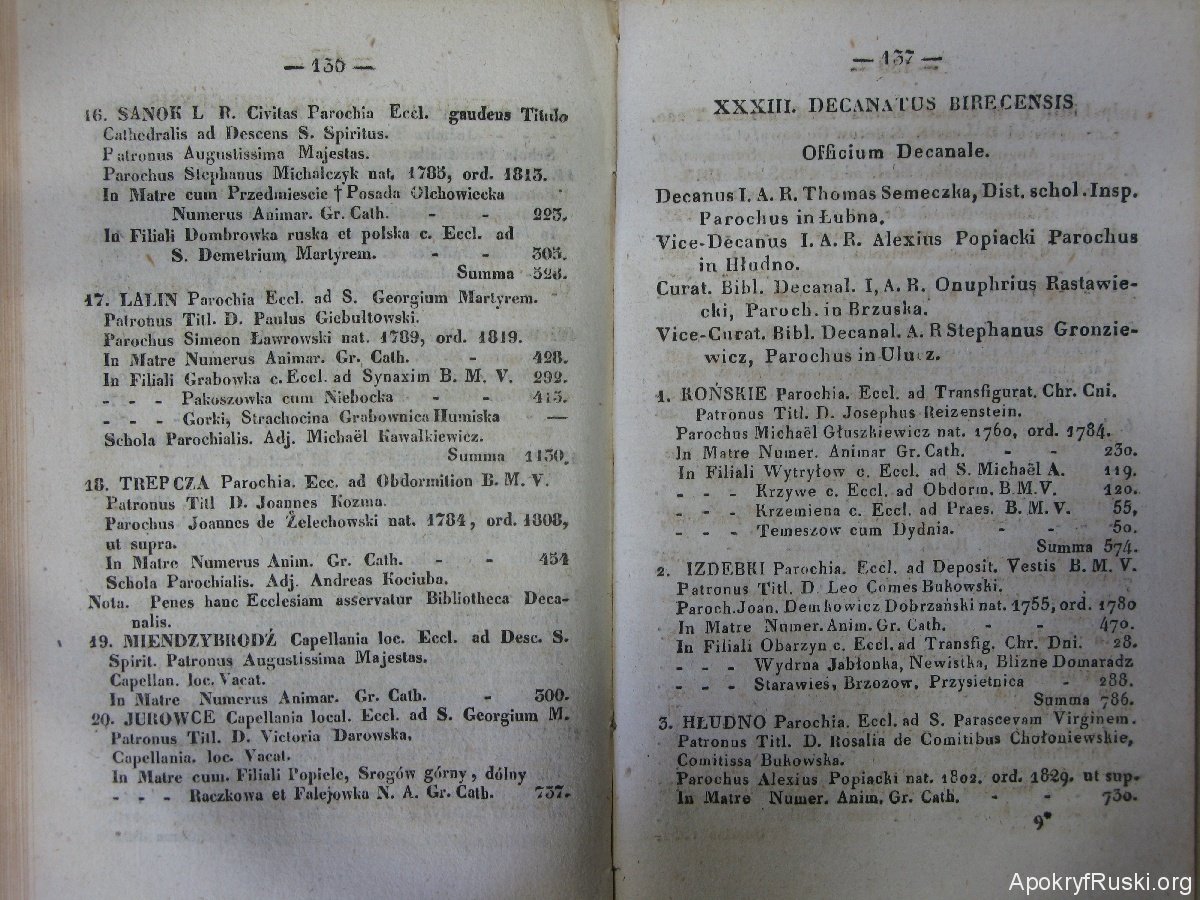 — 136 —
16. SANOK L R. Civitas Parochia Eccl. gaudens Titulo
Cathedralis ad Descens S. Spiritus.
Patronus Augustissima Majestas.
Parochus Stephanus Michalczyk nat. 1785, ord. 1813.
In Matre cum Przedmiescie † Posada Olchowiecka
Numerus Animar. Gr. Cath. - - 223.
In Filiali Dombrowka ruska et polska c. Eccl. ad
S. Demetrium Martyrem. - - 305.
Summa 528.
17. LALIN Parochia Eccl. ad S. Georgium Martyrem.
Patronus Titl. D. Paulus Giebułtowski.
Parochus Simeon Ławrowski nat. 1789, ord. 1819.
In Matre Numerus Animar. Gr. Cath. - 428.
In Filiali Grabowka c. Eccl. ad Synaxim B. M. V. 292.
- - - Pakoszowka cum Niebocka - - 415.
- - - Gorki, Strachocina Grabownica Humiska —
Schola Parochialis. Adj. Michaël Kawalkiewicz.
Summa 1130.
18. TREPCZA Parochia. Ecc. ad Obdormition B. M. V.
Patronus Titl D. Joannes Kozma.
Parochus Joannes de Żelechowski nat. 1784, ord. 1808,
ut supra.
In Matre Numerus Anim. Gr. Cath. - - 454
Schola Parochialis. Adj. Andreas Kociuba.
Nota. Penes hanc Ecclesiam asservatur Bibliotheca Deca-
nalis.
19. MIENDZYBRODŹ Capellania loc. Eccl. ad Desc. S.
Spirit. Patronus Augustissima Majestas.
Capellan. loc. Vacat.
In Matre Numerus Animar. Gr. Cath. - 300.
20. JUROWCE Capellania local. Eccl. ad S. Georgium M.
Patronus Titl. D. Victoria Darowska.
Capellania. loc. Vacat.
In Matre cum. Filiali Popiele, Srogów górny, dólny
- - - Raczkowa et Falejowka N. A. Gr. Cath. 737.
— 137 —
XXXIII. DECANATUS BIRECENSIS
Officium Decanale.
Decanus I. A. R. Thomas Semeczka, Dist. schol. Insp.
Parochus in Łubna.
Vice-Decanus I. A. R. Alexius Popiacki Parochus
in Hłudno.
Curat. Bibl. Decanal. I, A. R. Onuphrius Rastawie-
cki, Paroch. in Brzuska.
Vice-Curat. Bibl. Decanal. A. R Stephanus Gronzie-
wicz, Parochus in Ulucz.
1. KOŃSKIE Parochia. Eccl. ad Transfigurat. Chr. Cni.
Patronus Titl. D. Josephus Reizenstein.
Parochus Michaël Głuszkiewicz nat. 1760, ord. 1784.
In Matre Numer. Animar Gr. Cath. - - 230.
In Filiali Wytryłow c. Eccl. ad S. Michaël A. 119.
- - - Krzywe c. Eccl. ad Obdorm. B.M.V. 120.
- - - Krzemiena c. Eccl. ad Praes. B. M. V. 55,
- - - Temeszow cum Dydnia. - - 50.
Summa 574.
2. IZDEBKI Parochia. Eccl. ad Deposit. Vestis B. M. V.
Patronus Titl. D. Leo Comes Bukowski.
Paroch. Joan. Demkowicz Dobrzański nat. 1755, ord. 1780
In Matre Numer. Anim. Gr. Cath. - - 470.
In Filiali Obarzyn c. Eccl. ad Transfig. Chr. Dni. 28.
- - - Wydrna Jabłonka, Newistka, Blizne Domaradz
- - - Starawieś, Brzozow, Przysietnica - 288.
Summa 786.
3. HŁUDNO Parochia. Eccl. ad S. Parascevam Virginem.
Patronus Titl. D. Rosalia de Comitibus Chołoniewskie,
Comitissa Bukowska.
Parochus Alexius Popiacki nat. 1802. ord. 1829. ut sup.
In Matre Numer. Anim. Gr. Cath. - - 730.
9*
ApokryfRuski.org